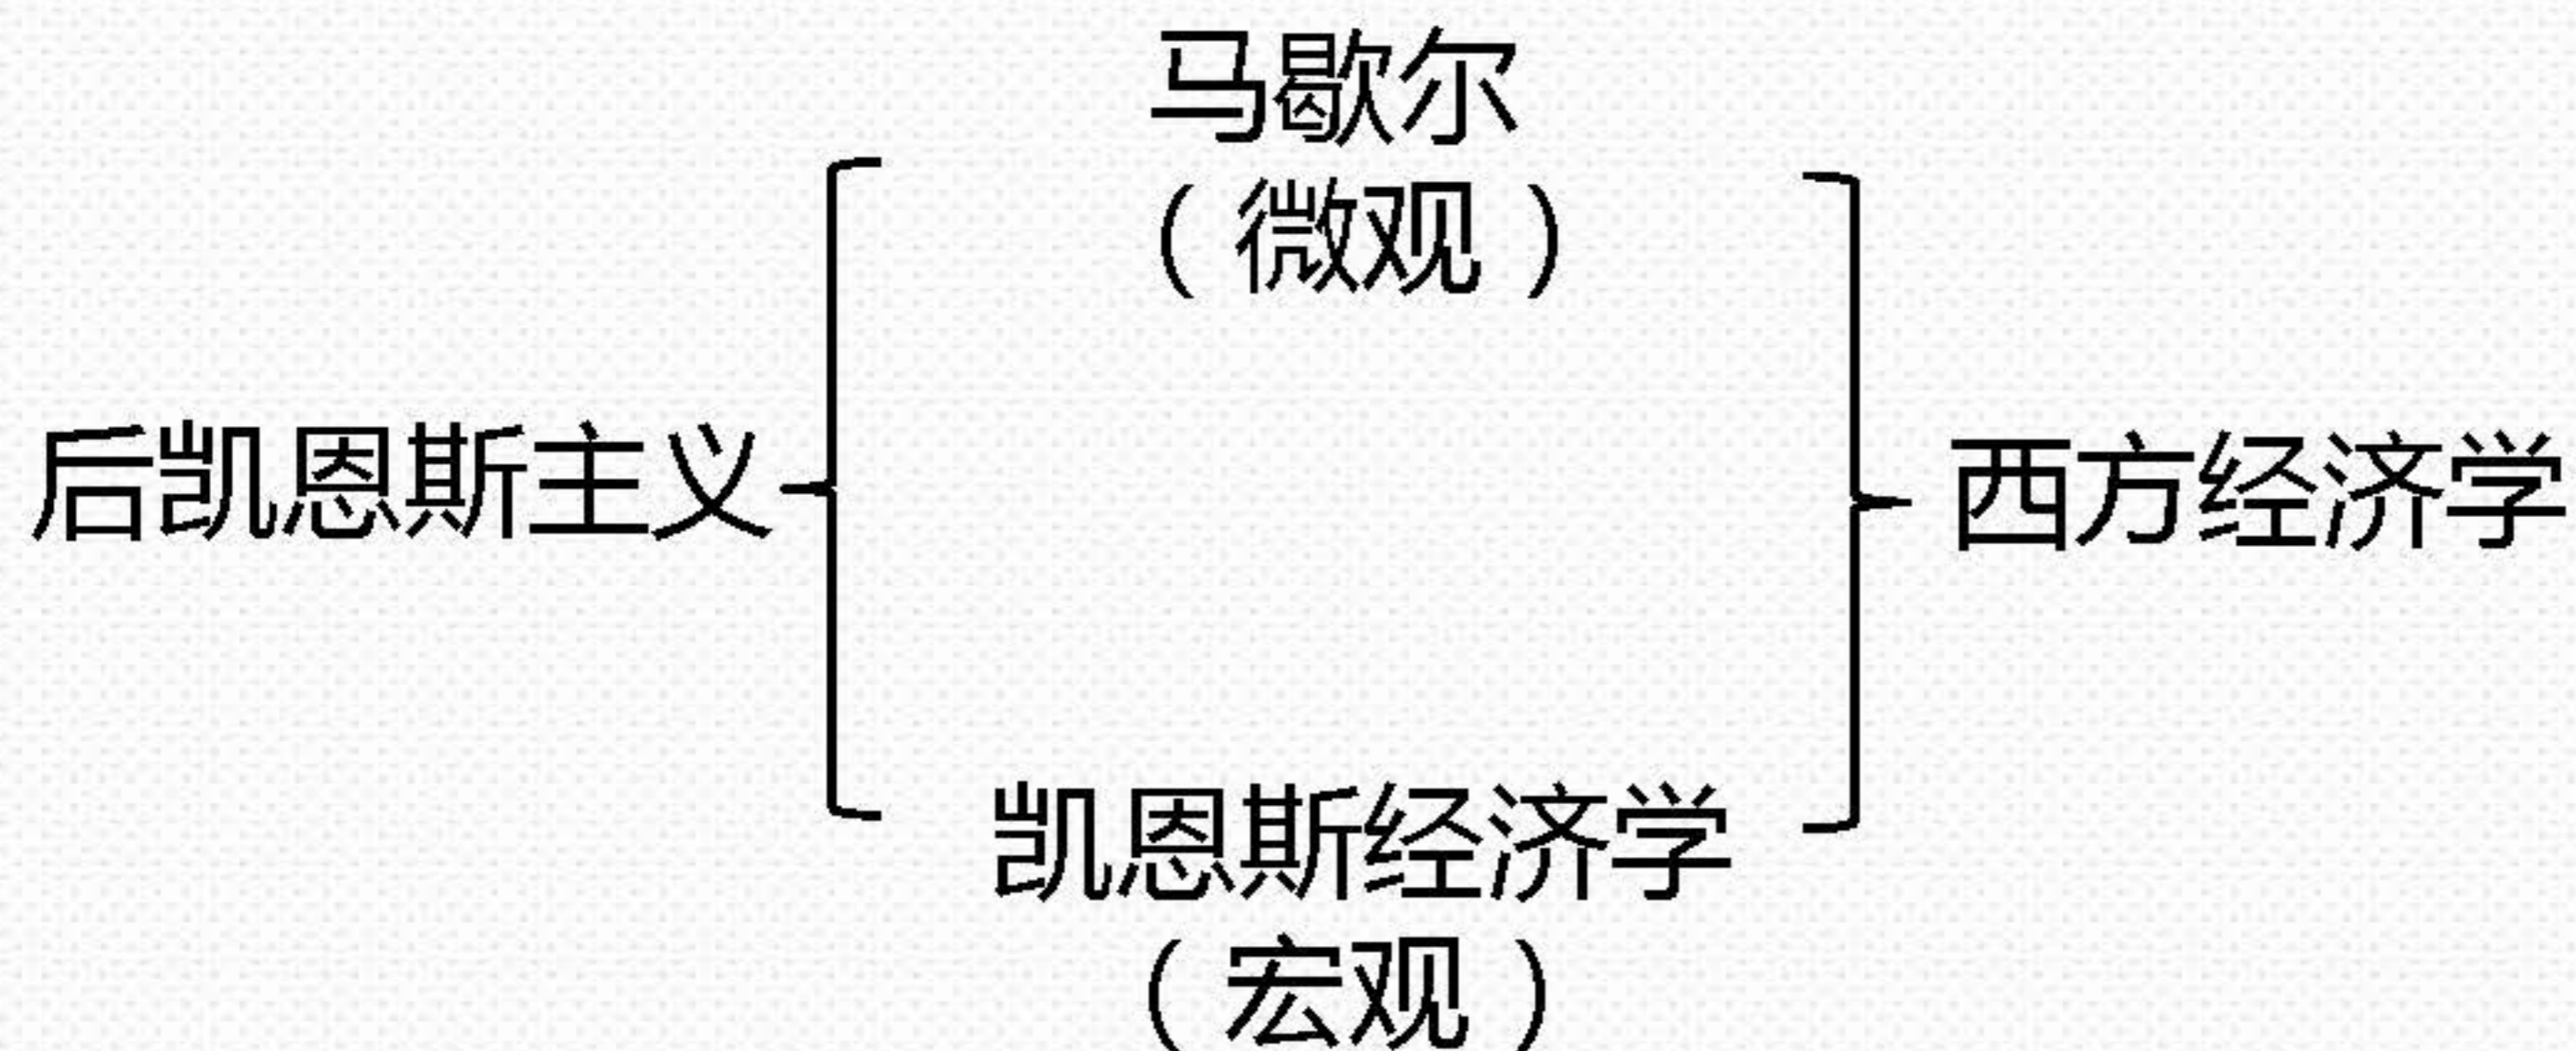 马歇尔
（微观）
后凯恩斯主义
西方经济学
凯恩斯经济学
（宏观）